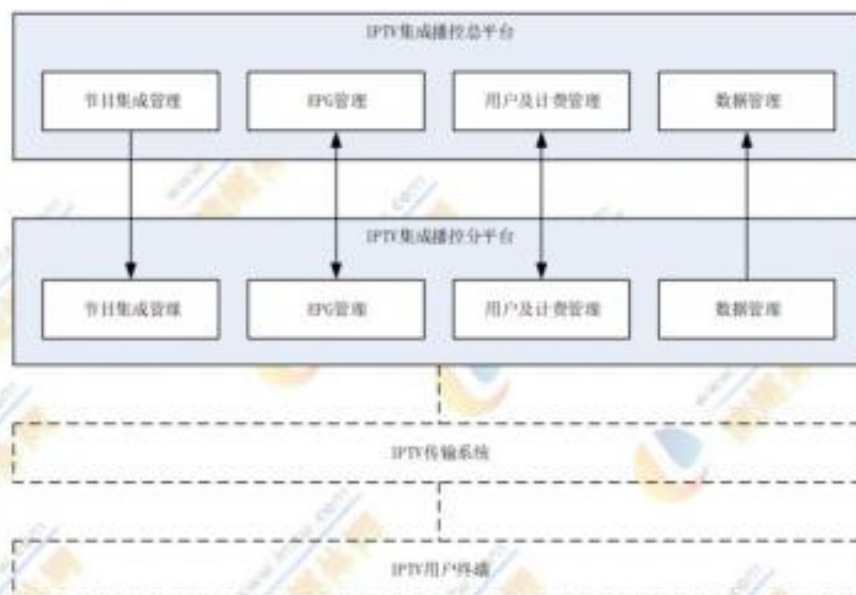 IPTV集成播控总平台
节目集成管理
EPG管理
用户及计费管理
数据管理
IPTV集成播控分平台
节目集成管理
EPG管理
用户及计费管理
数据管理
IPTV传输系统
IPTV用户终端